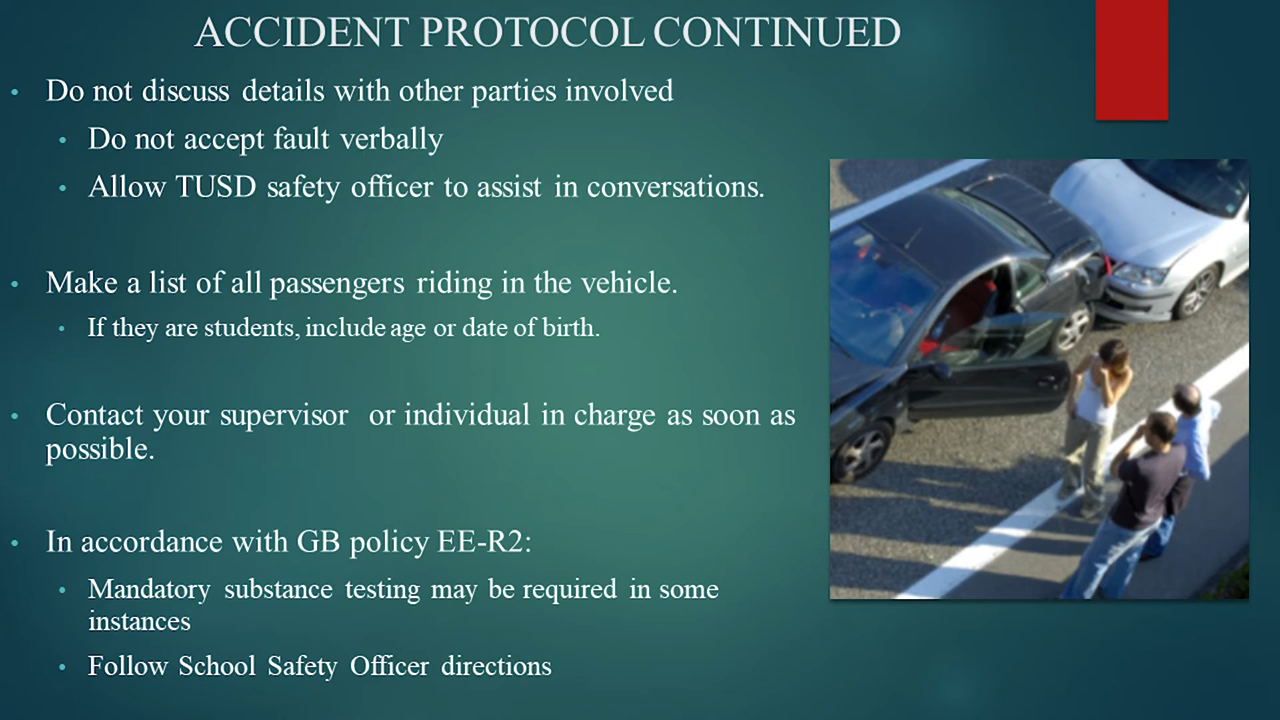 ACCIDENT PROTOCOL CONTINUED
• Do not discuss details with other parties involved
• Do not accept fault verbally
• Allow TUSD safety officer to assist in conversations.
• Make a list of all passengers riding in the vehicle.
• If they are students, include age or date of birth.
• Contact your supervisor or individual in charge as soon as
possible.
• In accordance with GB policy EE-R2:
• Mandatory substance testing may be required in some
instances
• Follow School Safety Officer directions